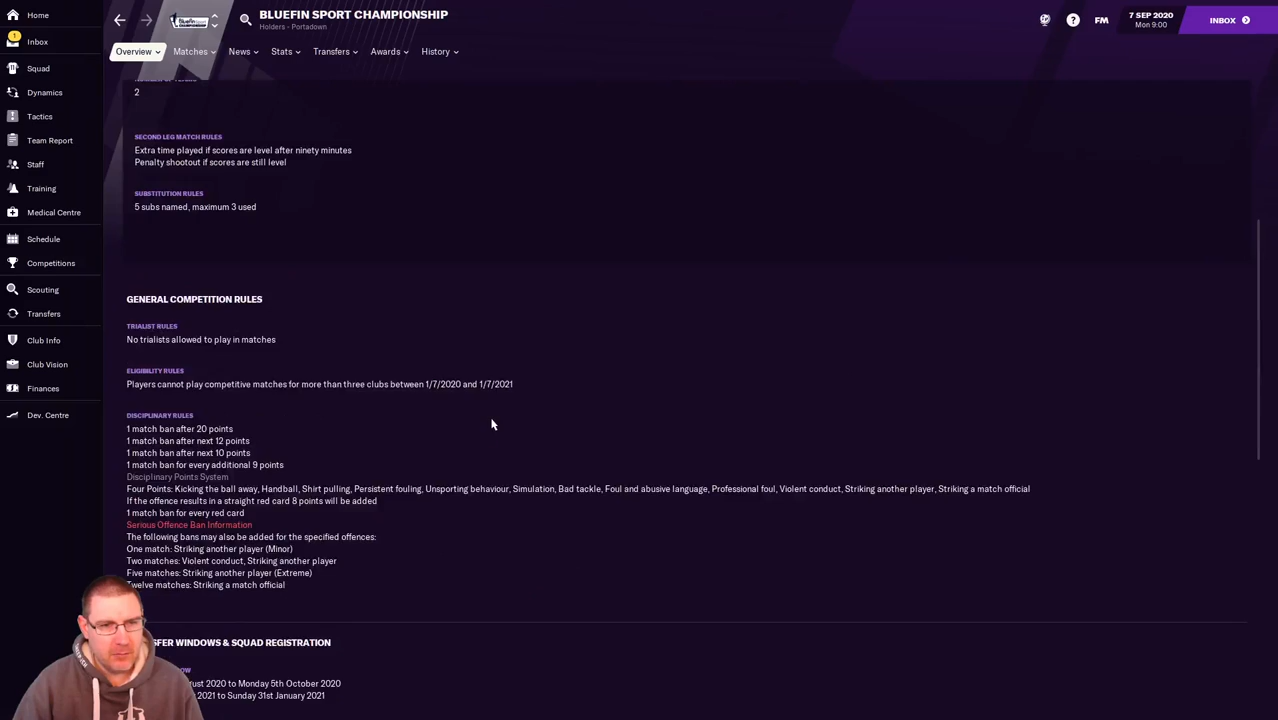 Home
Inbox
1
Squad
Dynamics
Tactics
Team Report
Staff
Training
Medical Centre
Schedule
Competitions
Scouting
Transfers
Club Info
Club Vision
Finances
Dev. Centre
BLUEFIN SPORT CHAMPIONSHIP
Holders - Portadown
FM
7 SEP 2020
Mon 9:00
INBOX
Overview
Matches
News
Stats
Transfers
Awards
History
2
SECOND LEG MATCH RULES
Extra time played if scores are level after ninety minutes
Penalty shootout if scores are still level
SUBSTITUTION RULES
5 subs named, maximum 3 used
GENERAL COMPETITION RULES
TRIALIST RULES
No trialists allowed to play in matches
ELIGIBILITY RULES
Players cannot play competitive matches for more than three clubs between 1/7/2020 and 1/7/2021
DISCIPLINARY RULES
1 match ban after 20 points
1 match ban after next 12 points
1 match ban after next 10 points
1 match ban for every additional 9 points
Disciplinary Points System
Four Points: Kicking the ball away, Handball, Shirt pulling, Persistent fouling, Unsporting behaviour, Simulation, Bad tackle, Foul and abusive language, Professional foul, Violent conduct, Striking another player, Striking a match official
If the offence results in a straight red card 8 points will be added
1 match ban for every red card
Serious Offence Ban Information
The following bans may also be added for the specified offences:
One match: Striking another player (Minor)
Two matches: Violent conduct, Striking another player
Five matches: Striking another player (Extreme)
Twelve matches: Striking a match official
WINDOWS & SQUAD REGISTRATION
2020 to Monday 5th October 2020
2021 to Sunday 31st January 2021